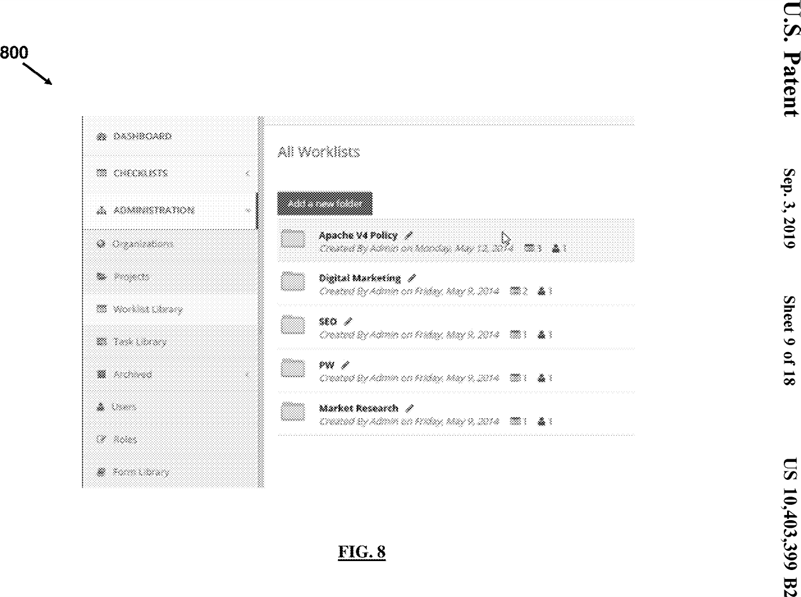 U.S. Patent Sep. 3, 2019 Sheet 9 of 18 US 10,403,399 B2
800
DASHBOARD
CHECKLISTS
ADMINISTRATION
Organizations
Projects
Worklist Library
Task Library
Archived
Users
Roles
Form Library
All Worklists
Add a new folder
Apache V4 Policy
Created By Admin on Monday, May 12, 2014 3 1
Digital Marketing
Created By Admin on Friday, May 9, 2014 2 1
SEO
Created By Admin on Friday, May 9, 2014 1 1
PW
Created By Admin on Friday, May 9, 2014 1 1
Market Research
Created By Admin on Friday, May 9, 2014 1 1
FIG. 8